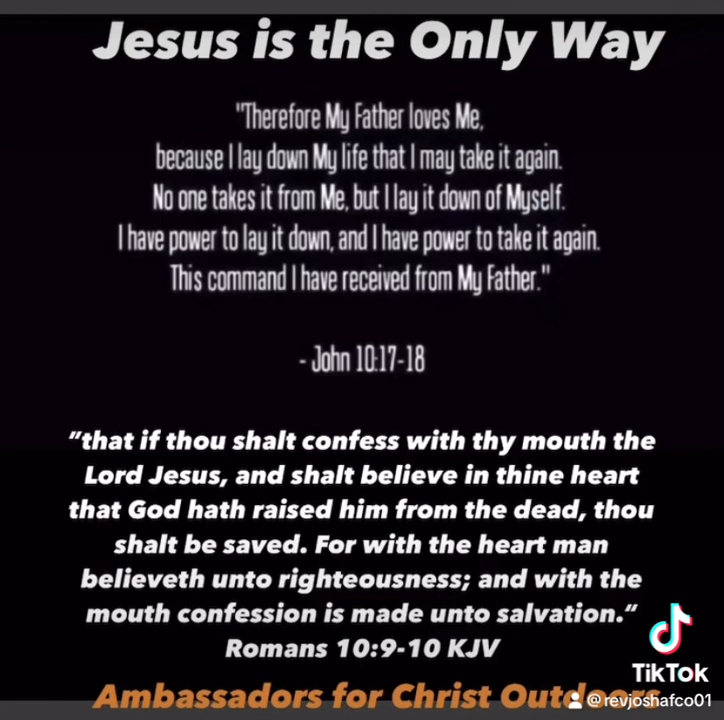 Jesus is the Only Way
"Therefore My Father loves Me,
because I lay down My life that I may take it again.
No one takes it from Me, but I lay it down of Myself.
I have power to lay it down, and I have power to take it again.
This command I have received from My Father."
- John 10:17-18
“that if thou shalt confess with thy mouth the
Lord Jesus, and shalt believe in thine heart
that God hath raised him from the dead, thou
shalt be saved. For with the heart man
believeth unto righteousness; and with the
mouth confession is made unto salvation.”
Romans 10:9-10 KJV
TikTok
Ambassadors for Christ Outdoors
@revjoshafco01